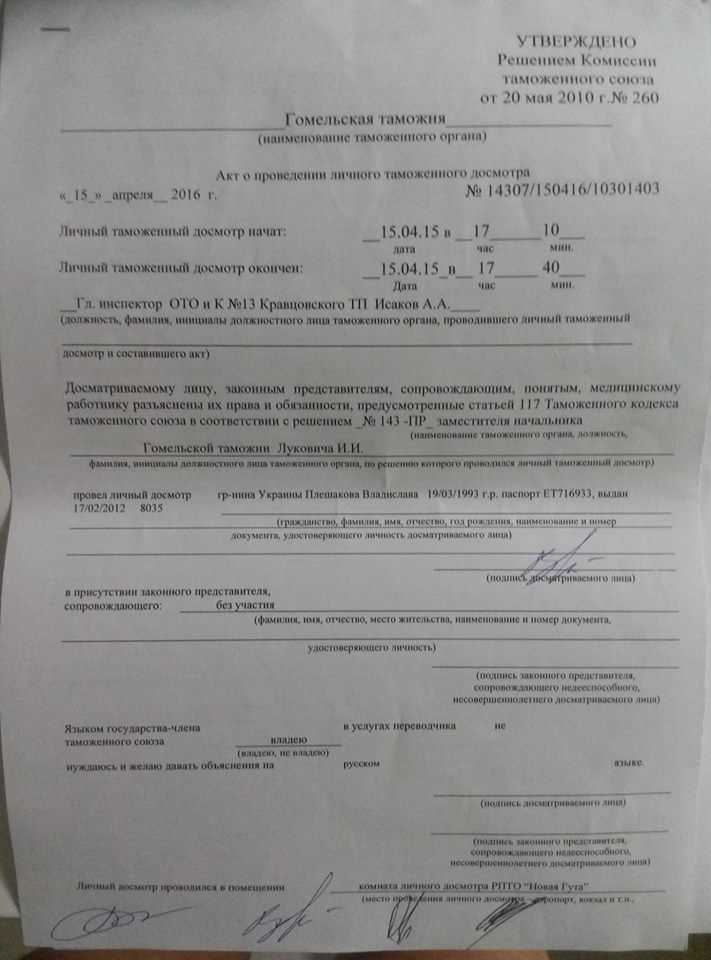 УТВЕРЖДЕНО
Решением Комиссии
таможенного союза
от 20 мая 2010 г.№ 260
Гомельская таможня
(наименование таможенного органа)
Акт о проведении личного таможенного досмотра
«_15_» _апреля__ 2016 г. № 14307/150416/10301403
Личный таможенный досмотр начат: __15.04.15 в __17______10___
дата час мин.
Личный таможенный досмотр окончен: __15.04.15_в__ 17_____ 40___
Дата час мин.
__Гл. инспектор ОТО и К №13 Кравцовского ТП Исаков А.А.____
(должность, фамилия, инициалы должностного лица таможенного органа, проводившего личный таможенный
досмотр и составившего акт)
Досматриваемому лицу, законным представителям, сопровождающим, понятым, медицинскому
работнику разъяснены их права и обязанности, предусмотренные статьей 117 Таможенного кодекса
таможенного союза в соответствии с решением _№ 143 -ПР_ заместителя начальника
(наименование таможенного органа, должность,
Гомельской таможни Луковича И.И.
фамилия, инициалы должностного лица таможенного органа, по решению которого проводился личный таможенный досмотр)
провел личный досмотр гр-нина Украины Плешакова Владислава 19/03/1993 г.р. паспорт ЕТ716933, выдан
17/02/2012 8035
(гражданство, фамилия, имя, отчество, год рождения, наименование и номер
документа, удостоверяющего личность досматриваемого лица)
(подпись досматриваемого лица)
в присутствии законного представителя,
сопровождающего: без участия
(фамилия, имя, отчество, место жительства, наименование и номер документа,
удостоверяющего личность)
(подпись законного представителя,
сопровождающего недееспособного,
несовершеннолетнего досматриваемого лица)
Языком государства-члена в услугах переводчика не
таможенного союза владею
(владею, не владею)
нуждаюсь и желаю давать объяснения на русском языке.
(подпись досматриваемого лица)
(подпись законного представителя,
сопровождающего недееспособного,
несовершеннолетнего досматриваемого лица)
Личный досмотр проводился в помещении комната личного досмотра РПТО "Новая Гута"
(место проведения личного досмотра – аэропорт, вокзал и т.п.,